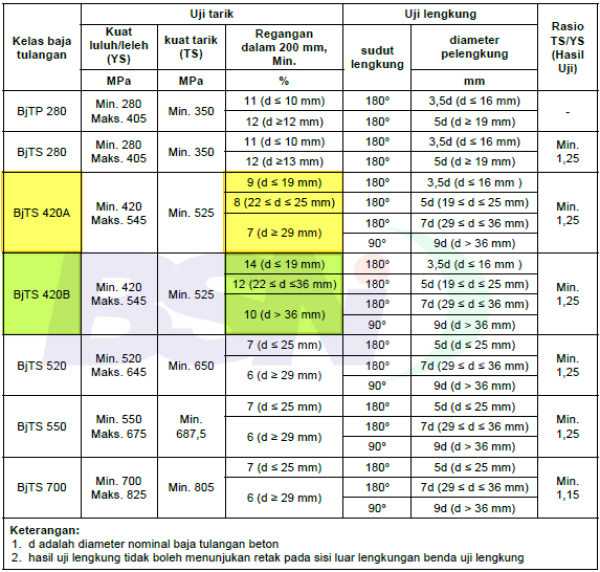 Kelas baja tulangan | Uji tarik | Uji lengkung | Rasio TS/YS (Hasil Uji)
Kuat luluh/leleh (YS) | kuat tarik (TS) | Regangan dalam 200 mm, Min. | sudut lengkung | diameter pelengkung
MPa | MPa | % | mm
BjTP 280 | Min. 280 Maks. 405 | Min. 350 | 11 (d ≤ 10 mm) | 180° | 3,5d (d ≤ 16 mm) | -
12 (d ≥12 mm) | 180° | 5d (d ≥ 19 mm)
BjTS 280 | Min. 280 Maks. 405 | Min. 350 | 11 (d ≤ 10 mm) | 180° | 3,5d (d ≤ 16 mm) | Min. 1,25
12 (d ≥13 mm) | 180° | 5d (d ≥ 19 mm)
BjTS 420A | Min. 420 Maks. 545 | Min. 525 | 9 (d ≤ 19 mm) | 180° | 3,5d (d ≤ 16 mm ) | Min. 1,25
8 (22 ≤ d ≤ 25 mm) | 180° | 5d (19 ≤ d ≤ 25 mm)
7 (d ≥ 29 mm) | 180° | 7d (29 ≤ d ≤ 36 mm)
90° | 9d (d > 36 mm)
BjTS 420B | Min. 420 Maks. 545 | Min. 525 | 14 (d ≤ 19 mm) | 180° | 3,5d (d ≤ 16 mm ) | Min. 1,25
12 (22 ≤ d ≤36 mm) | 180° | 5d (19 ≤ d ≤ 25 mm)
10 (d > 36 mm) | 180° | 7d (29 ≤ d ≤ 36 mm)
90° | 9d (d > 36 mm)
BjTS 520 | Min. 520 Maks. 645 | Min. 650 | 7 (d ≤ 25 mm) | 180° | 5d (d ≤ 25 mm) | Min. 1,25
6 (d ≥ 29 mm) | 180° | 7d (29 ≤ d ≤ 36 mm)
90° | 9d (d > 36 mm)
BjTS 550 | Min. 550 Maks. 675 | Min. 687,5 | 7 (d ≤ 25 mm) | 180° | 5d (d ≤ 25 mm) | Min. 1,25
6 (d ≥ 29 mm) | 180° | 7d (29 ≤ d ≤ 36 mm)
90° | 9d (d > 36 mm)
BjTS 700 | Min. 700 Maks. 825 | Min. 805 | 7 (d ≤ 25 mm) | 180° | 5d (d ≤ 25 mm) | Min. 1,15
6 (d ≥ 29 mm) | 180° | 7d (29 ≤ d ≤ 36 mm)
90° | 9d (d > 36 mm)
Keterangan:
1. d adalah diameter nominal baja tulangan beton
2. hasil uji lengkung tidak boleh menunjukan retak pada sisi luar lengkungan benda uji lengkung
BSN